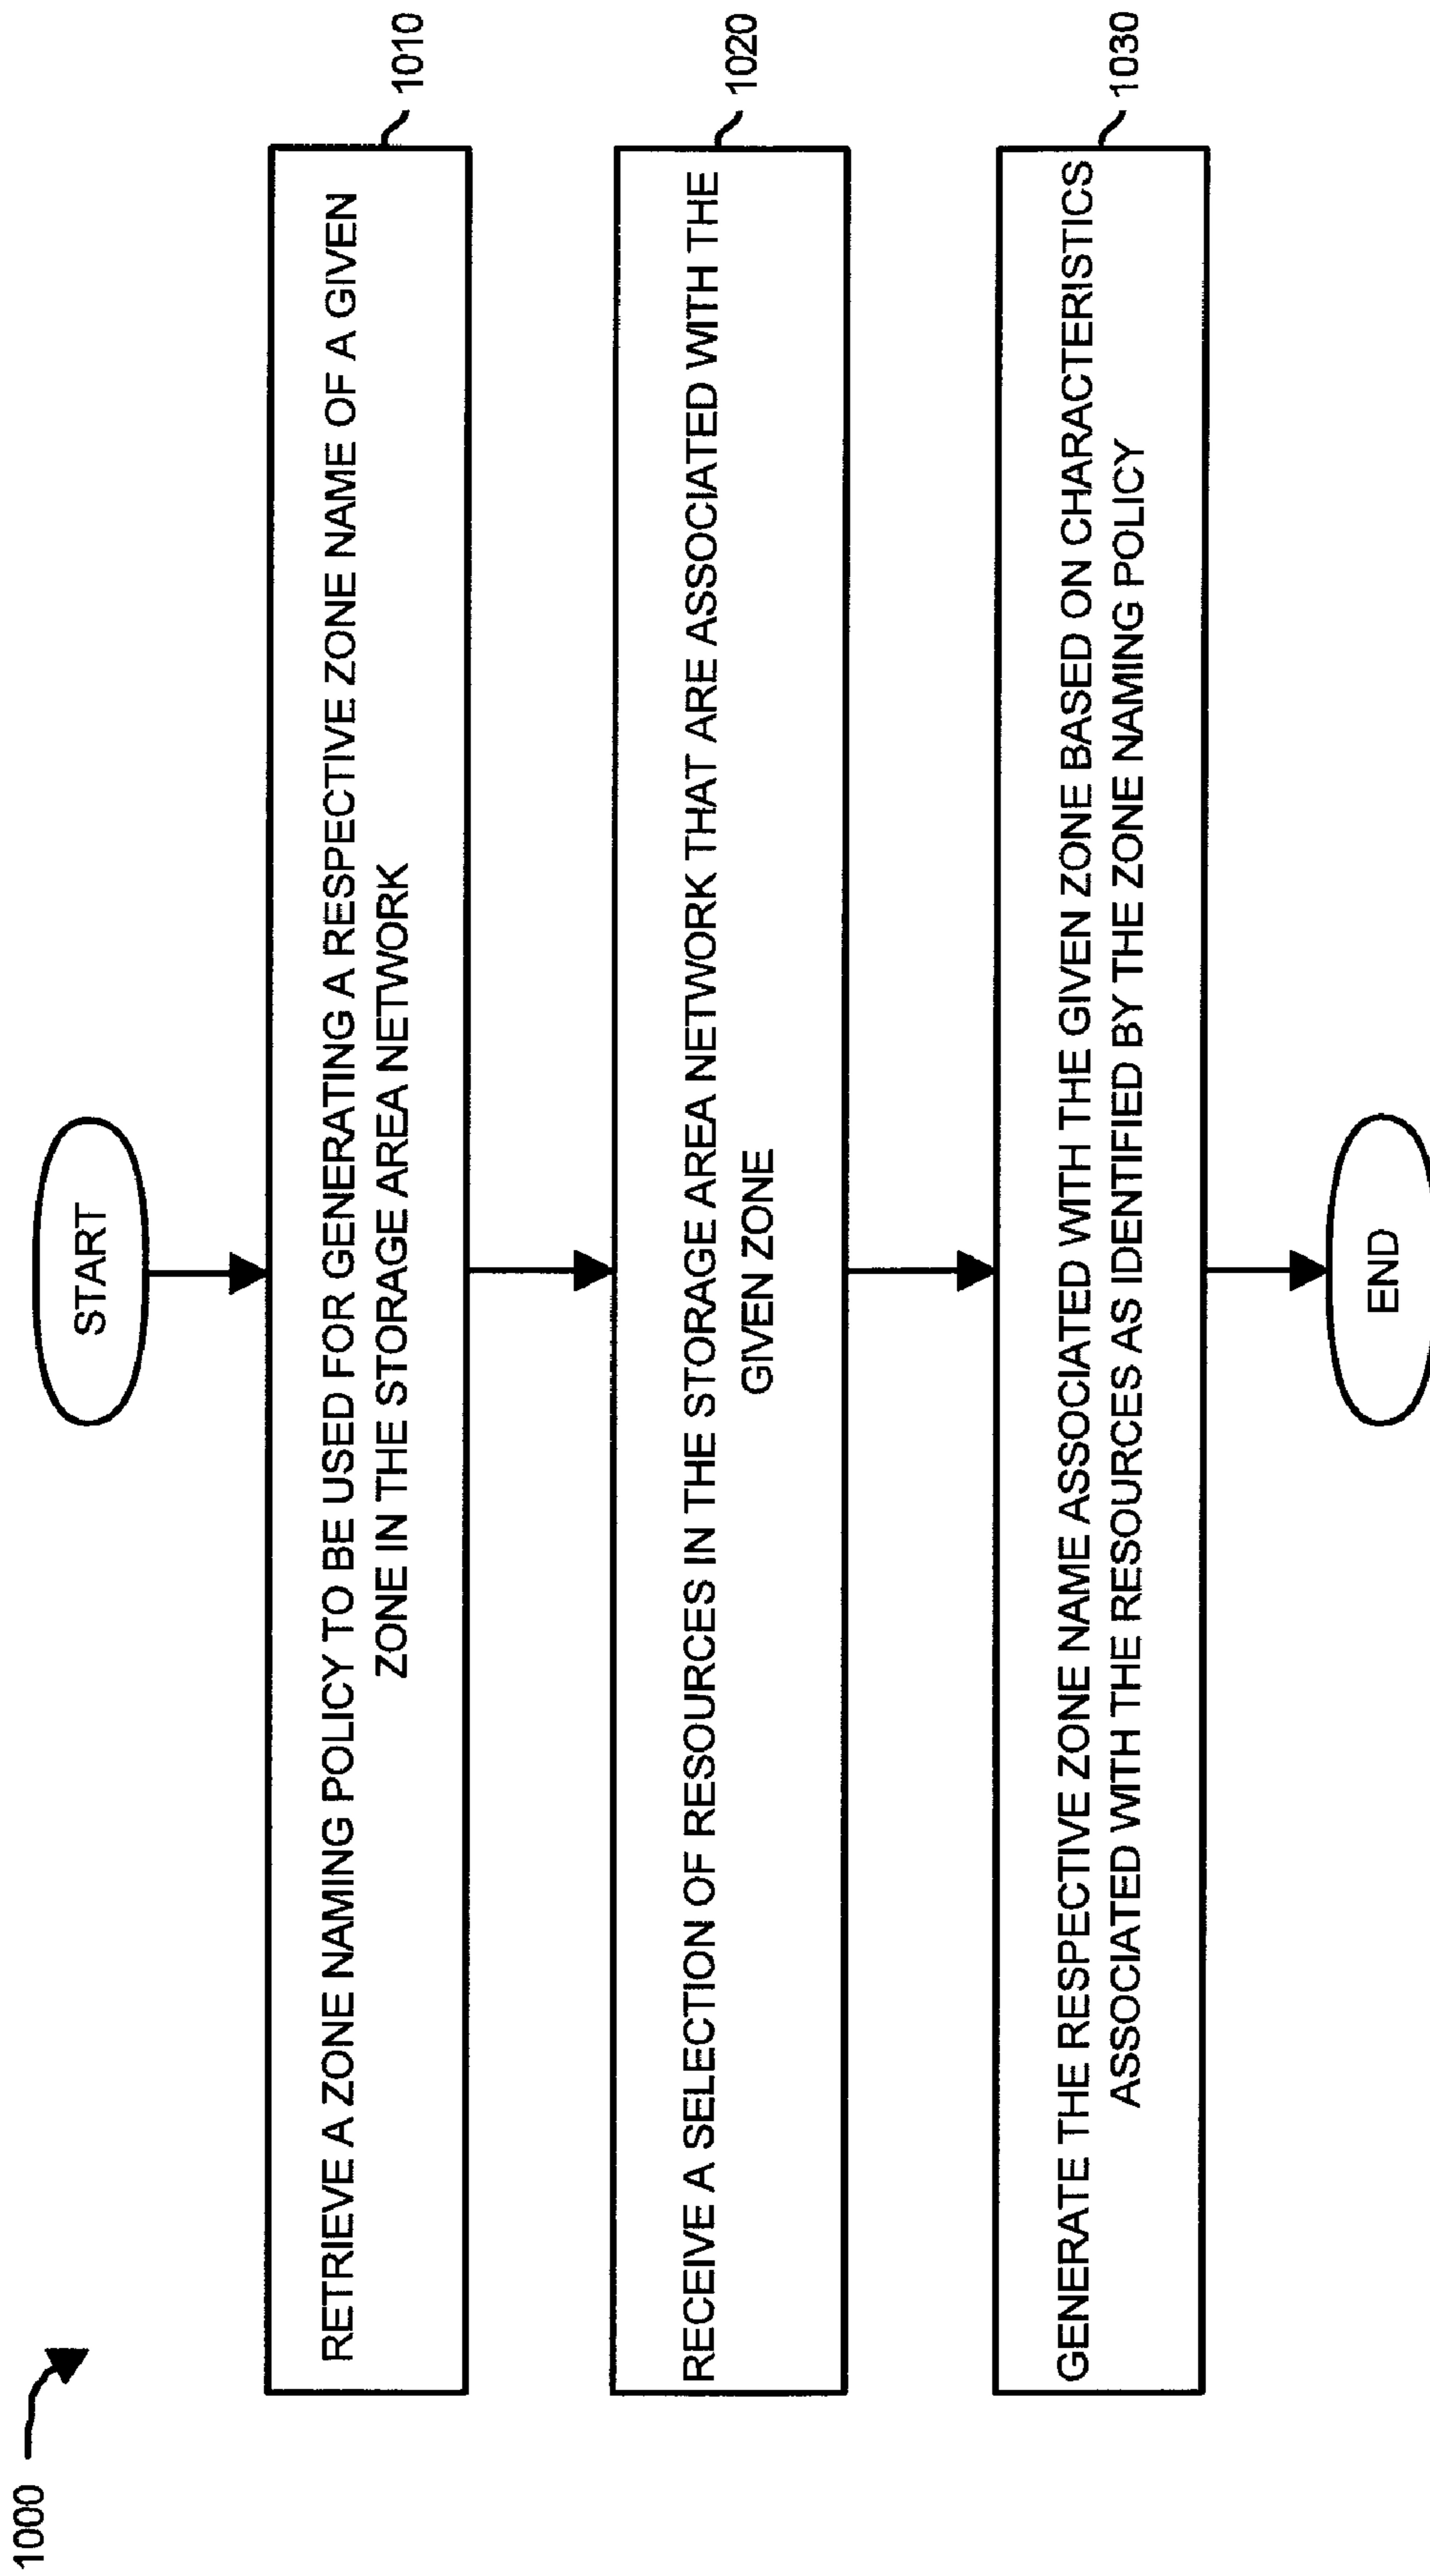 1000
START
RETRIEVE A ZONE NAMING POLICY TO BE USED FOR GENERATING A RESPECTIVE ZONE NAME OF A GIVEN
ZONE IN THE STORAGE AREA NETWORK
1010
RECEIVE A SELECTION OF RESOURCES IN THE STORAGE AREA NETWORK THAT ARE ASSOCIATED WITH THE
GIVEN ZONE
1020
GENERATE THE RESPECTIVE ZONE NAME ASSOCIATED WITH THE GIVEN ZONE BASED ON CHARACTERISTICS
ASSOCIATED WITH THE RESOURCES AS IDENTIFIED BY THE ZONE NAMING POLICY
1030
END